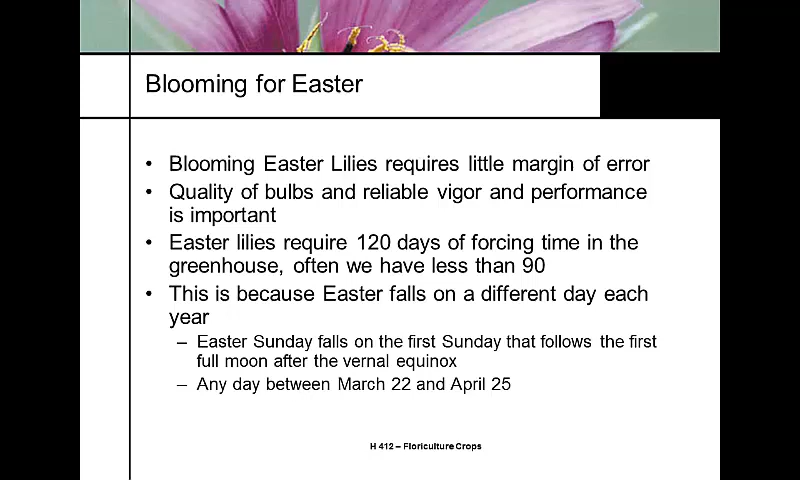 Blooming for Easter
• Blooming Easter Lilies requires little margin of error
• Quality of bulbs and reliable vigor and performance
is important
• Easter lilies require 120 days of forcing time in the
greenhouse, often we have less than 90
• This is because Easter falls on a different day each
year
– Easter Sunday falls on the first Sunday that follows the first
full moon after the vernal equinox
– Any day between March 22 and April 25
H 412 – Floriculture Crops